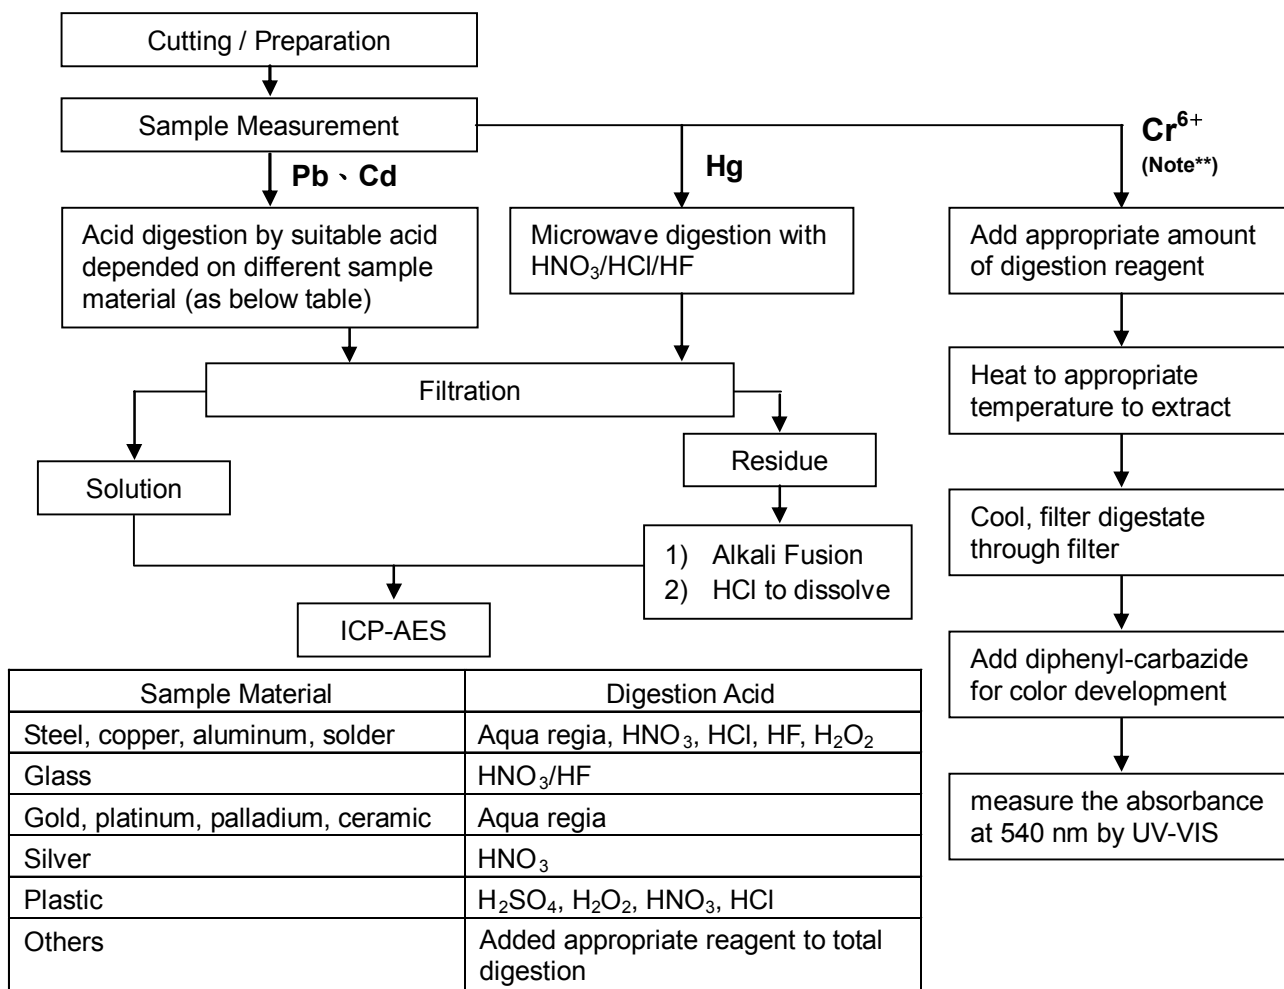 Cutting / Preparation
Sample Measurement
Pb、Cd
Hg
Cr⁶⁺
(Note**)
Acid digestion by suitable acid
depended on different sample
material (as below table)
Microwave digestion with
HNO₃/HCl/HF
Add appropriate amount
of digestion reagent
Filtration
Heat to appropriate
temperature to extract
Solution
Residue
1) Alkali Fusion
2) HCl to dissolve
Cool, filter digestate
through filter
ICP-AES
Add diphenyl-carbazide
for color development
measure the absorbance
at 540 nm by UV-VIS
Sample Material Digestion Acid
Steel, copper, aluminum, solder Aqua regia, HNO₃, HCl, HF, H₂O₂
Glass HNO₃/HF
Gold, platinum, palladium, ceramic Aqua regia
Silver HNO₃
Plastic H₂SO₄, H₂O₂, HNO₃, HCl
Others Added appropriate reagent to total
digestion